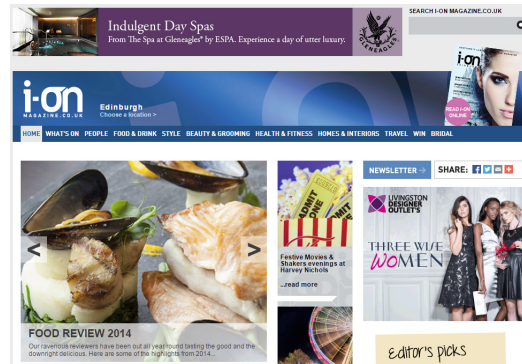 SEARCH I-ON MAGAZINE.CO.UK
Indulgent Day Spas
From The Spa at Gleneagles® by ESPA. Experience a day of utter luxury.
GLENEAGLES
i-on
MAGAZINE.CO.UK
Edinburgh
Choose a location >
i-on
READ I-ON
ONLINE
HOME WHAT'S ON PEOPLE FOOD & DRINK STYLE BEAUTY & GROOMING HEALTH & FITNESS HOMES & INTERIORS TRAVEL WIN BRIDAL
< >
FOOD REVIEW 2014
Our ravenous reviewers have been out all year round tasting the good and the
downright delicious. Here are some of the highlights from 2014...
ADMIT
ONE
ADMIT
Festive Movies &
Shakers evenings at
Harvey Nichols
...read more
NEWSLETTER
SHARE:
LIVINGSTON
DESIGNER
OUTLET'S
THREE WISE
WOMEN
Editor's picks